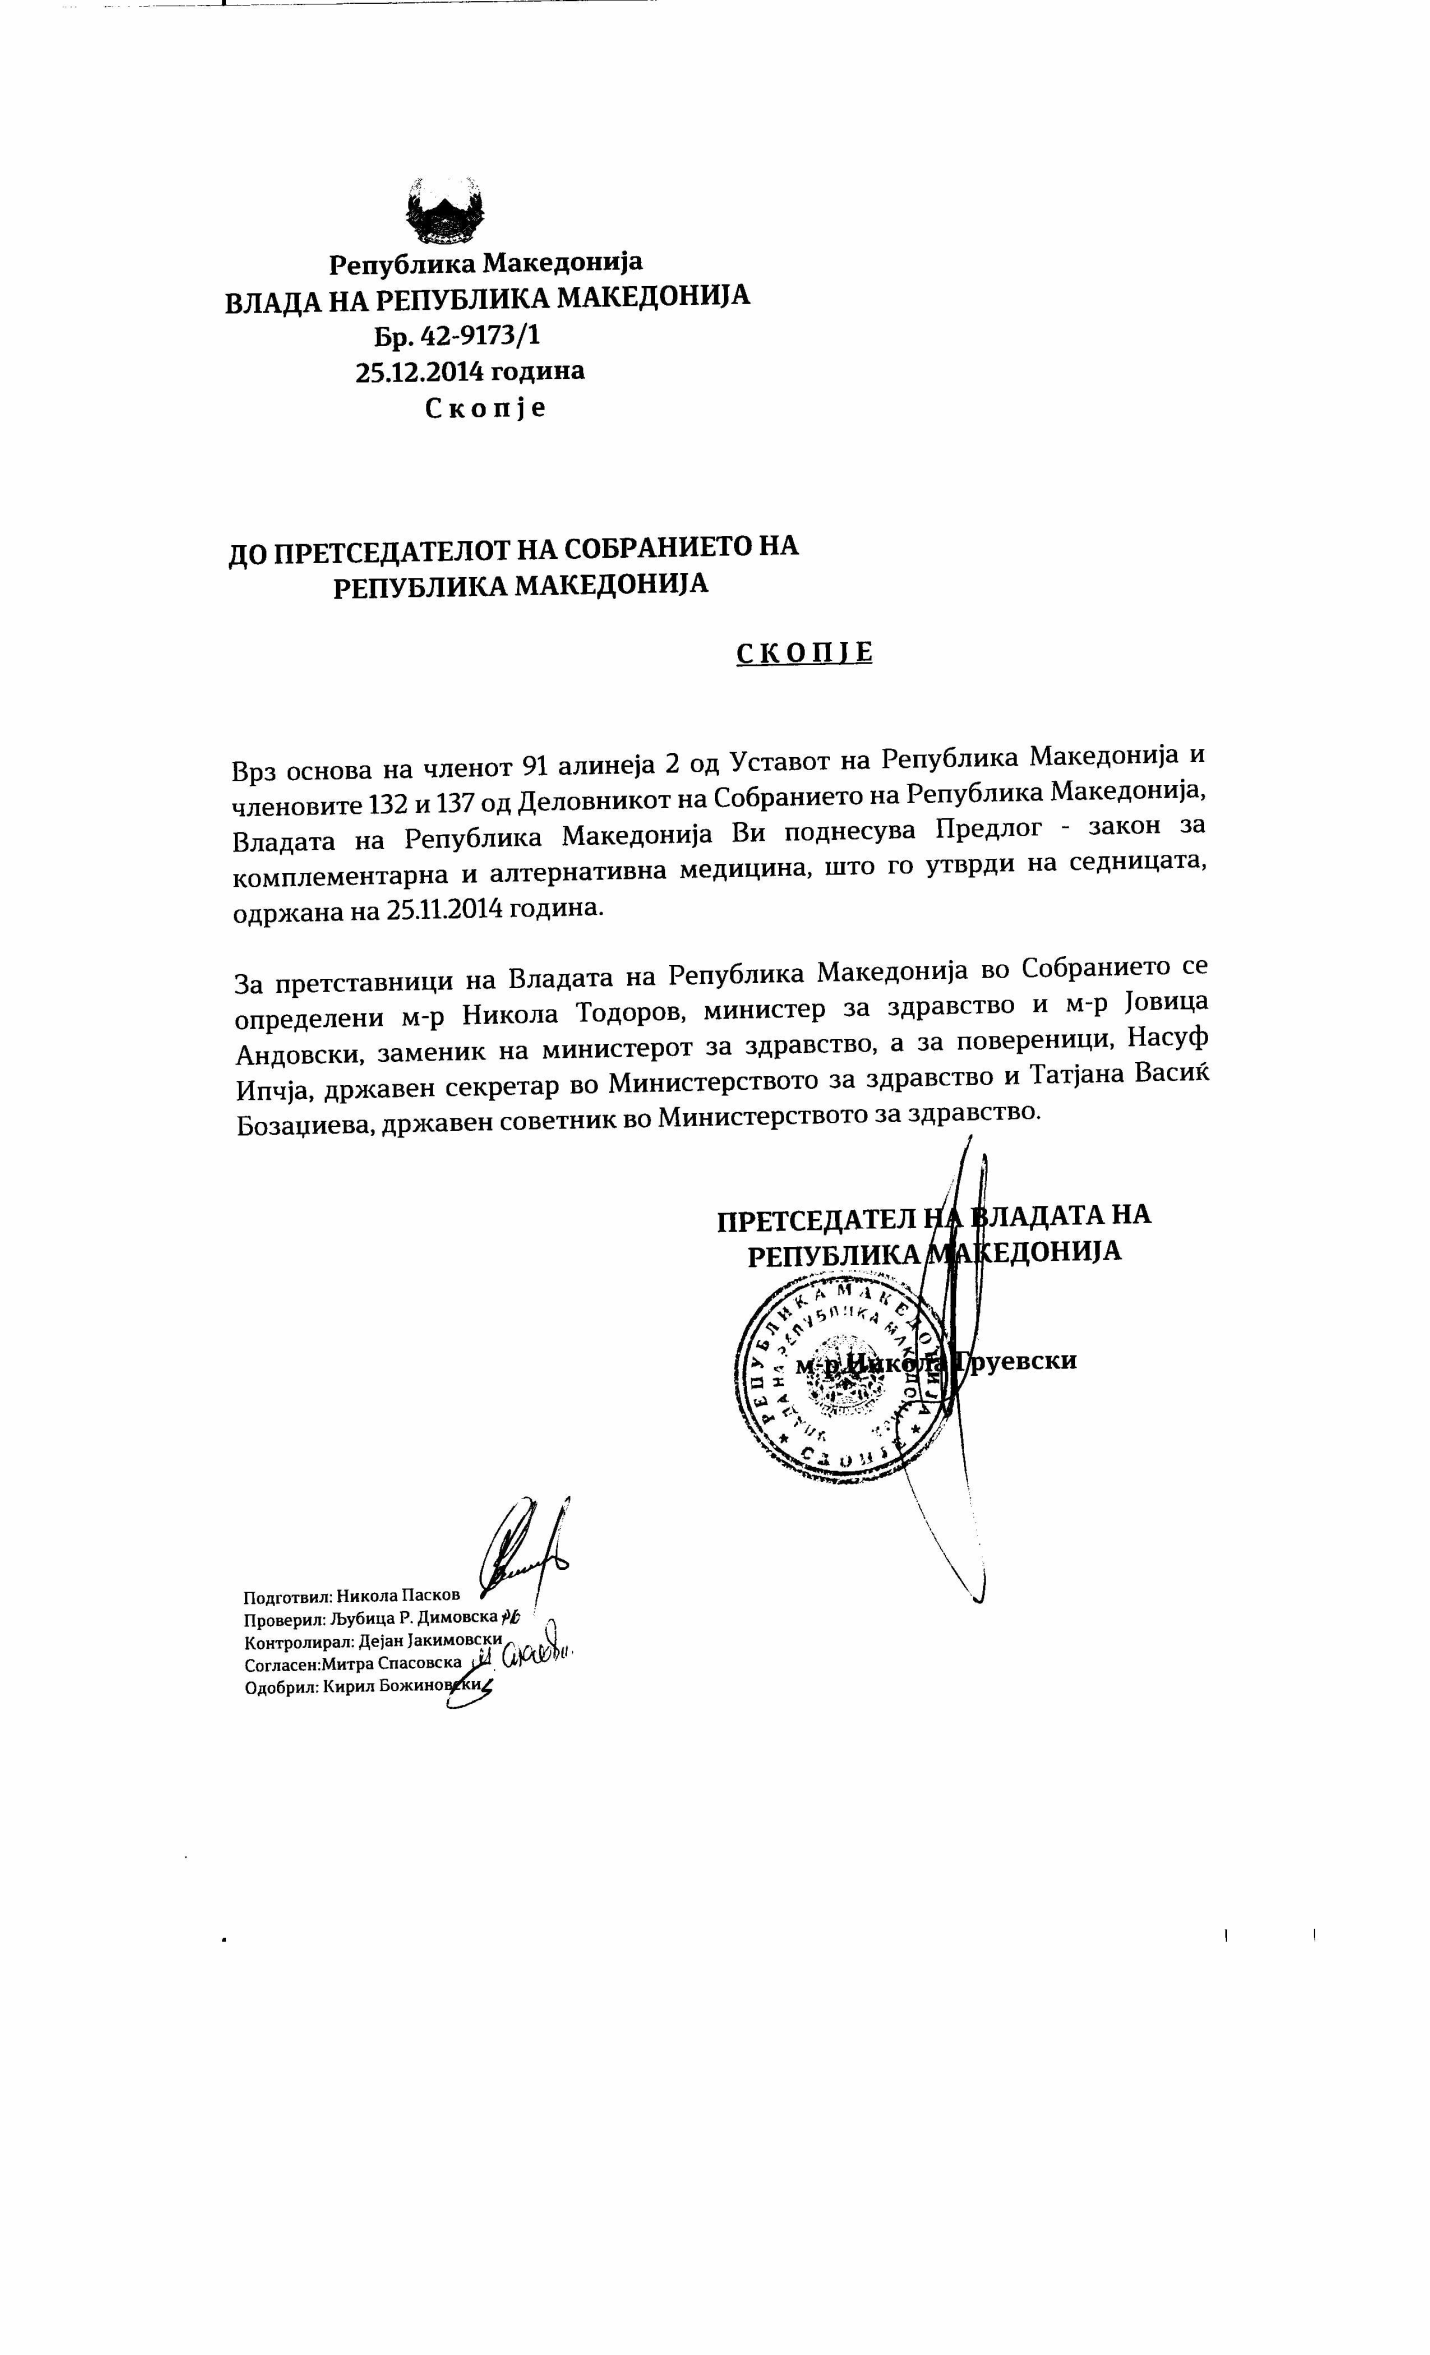 Република Македонија
ВЛАДА НА РЕПУБЛИКА МАКЕДОНИЈА
Бр. 42-9173/1
25.12.2014 година
С к о п ј е
ДО ПРЕТСЕДАТЕЛОТ НА СОБРАНИЕТО НА
РЕПУБЛИКА МАКЕДОНИЈА
С К О П Ј Е
Врз основа на членот 91 алинеја 2 од Уставот на Република Македонија и
членовите 132 и 137 од Деловникот на Собранието на Република Македонија,
Владата на Република Македонија Ви поднесува Предлог - закон за
комплементарна и алтернативна медицина, што го утврди на седницата,
одржана на 25.11.2014 година.
За претставници на Владата на Република Македонија во Собранието се
определени м-р Никола Тодоров, министер за здравство и м-р Јовица
Андовски, заменик на министерот за здравство, а за повереници, Насуф
Ипчја, државен секретар во Министерството за здравство и Татјана Васиќ
Бозаџиева, државен советник во Министерството за здравство.
ПРЕТСЕДАТЕЛ НА ВЛАДАТА НА
РЕПУБЛИКА МАКЕДОНИЈА
РЕПУБЛИКА МАКЕДОНИЈА
м-р Никола Груевски
Подготвил: Никола Пасков
Проверил: Љубица Р. Димовска
Контролирал: Дејан Јакимовски
Согласен:Митра Спасовска
Одобрил: Кирил Божиновски